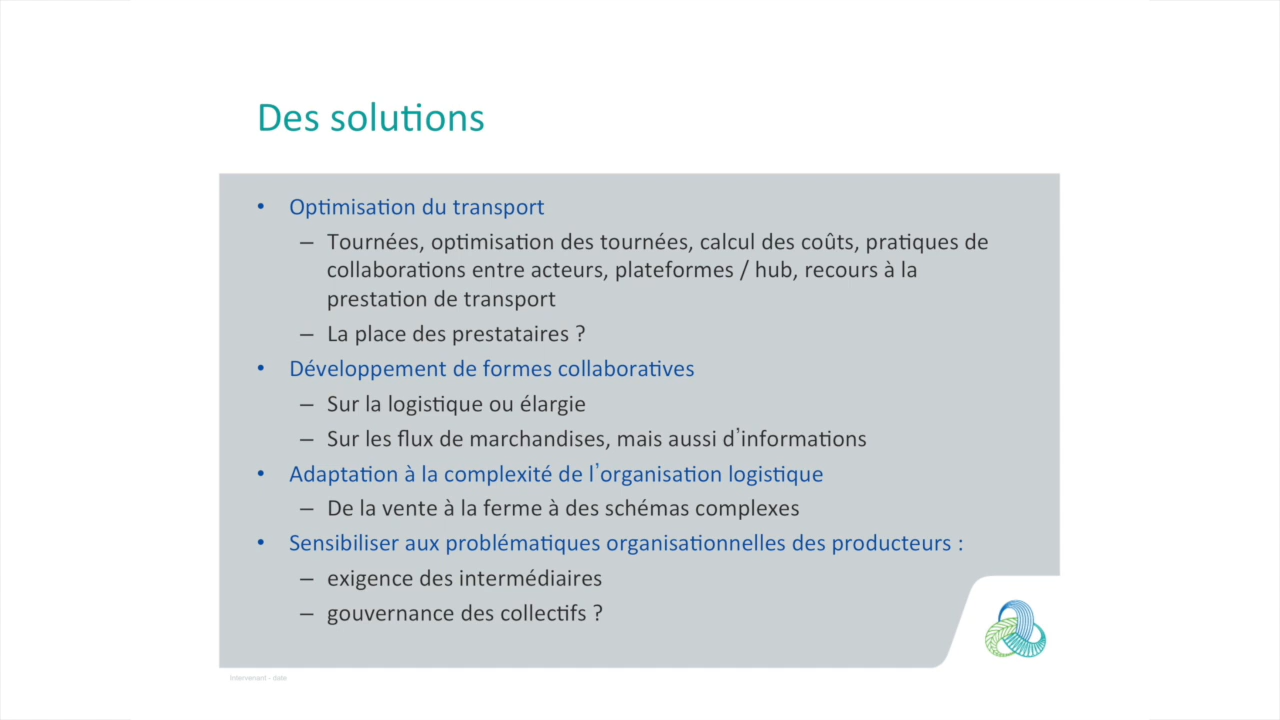 Des solutions
• Optimisation du transport
– Tournées, optimisation des tournées, calcul des coûts, pratiques de
collaborations entre acteurs, plateformes / hub, recours à la
prestation de transport
– La place des prestataires ?
• Développement de formes collaboratives
– Sur la logistique ou élargie
– Sur les flux de marchandises, mais aussi d'informations
• Adaptation à la complexité de l'organisation logistique
– De la vente à la ferme à des schémas complexes
• Sensibiliser aux problématiques organisationnelles des producteurs :
– exigence des intermédiaires
– gouvernance des collectifs ?
Intervenant - date